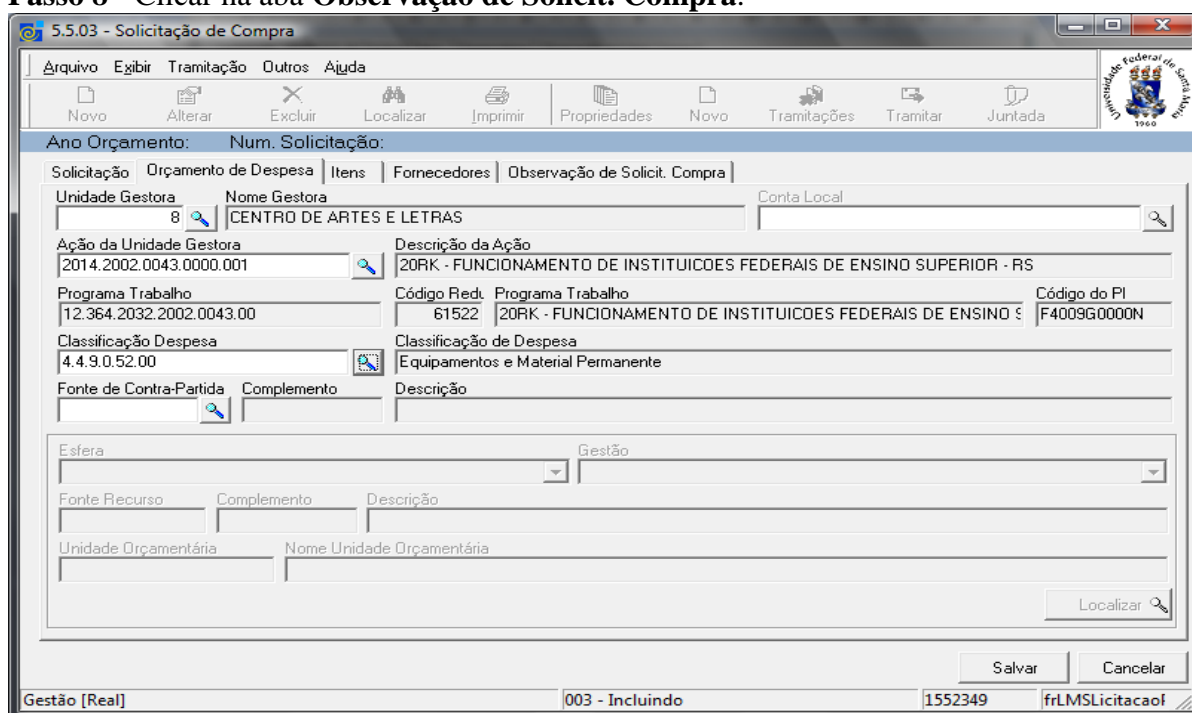 Passo 8 - Clicar na aba Observação de Solicit. Compra.
5.5.03 - Solicitação de Compra
Arquivo Exibir Tramitação Outros Ajuda
Novo Alterar Excluir Localizar Imprimir Propriedades Novo Tramitações Tramitar Juntada
Universidade Federal de Santa Maria
1960
Ano Orçamento: Num. Solicitação:
Solicitação Orçamento de Despesa Itens Fornecedores Observação de Solicit. Compra
Unidade Gestora Nome Gestora Conta Local
8 CENTRO DE ARTES E LETRAS
Ação da Unidade Gestora Descrição da Ação
2014.2002.0043.0000.001 20RK - FUNCIONAMENTO DE INSTITUICOES FEDERAIS DE ENSINO SUPERIOR - RS
Programa Trabalho Código Redu Programa Trabalho Código do PI
12.364.2032.2002.0043.00 61522 20RK - FUNCIONAMENTO DE INSTITUICOES FEDERAIS DE ENSINO S F4009G0000N
Classificação Despesa Classificação de Despesa
4.4.9.0.52.00 Equipamentos e Material Permanente
Fonte de Contra-Partida Complemento Descrição
Esfera Gestão
Fonte Recurso Complemento Descrição
Unidade Orçamentária Nome Unidade Orçamentária
Localizar
Salvar Cancelar
Gestão [Real] 003 - Incluindo 1552349 frLMSLicitacaoF